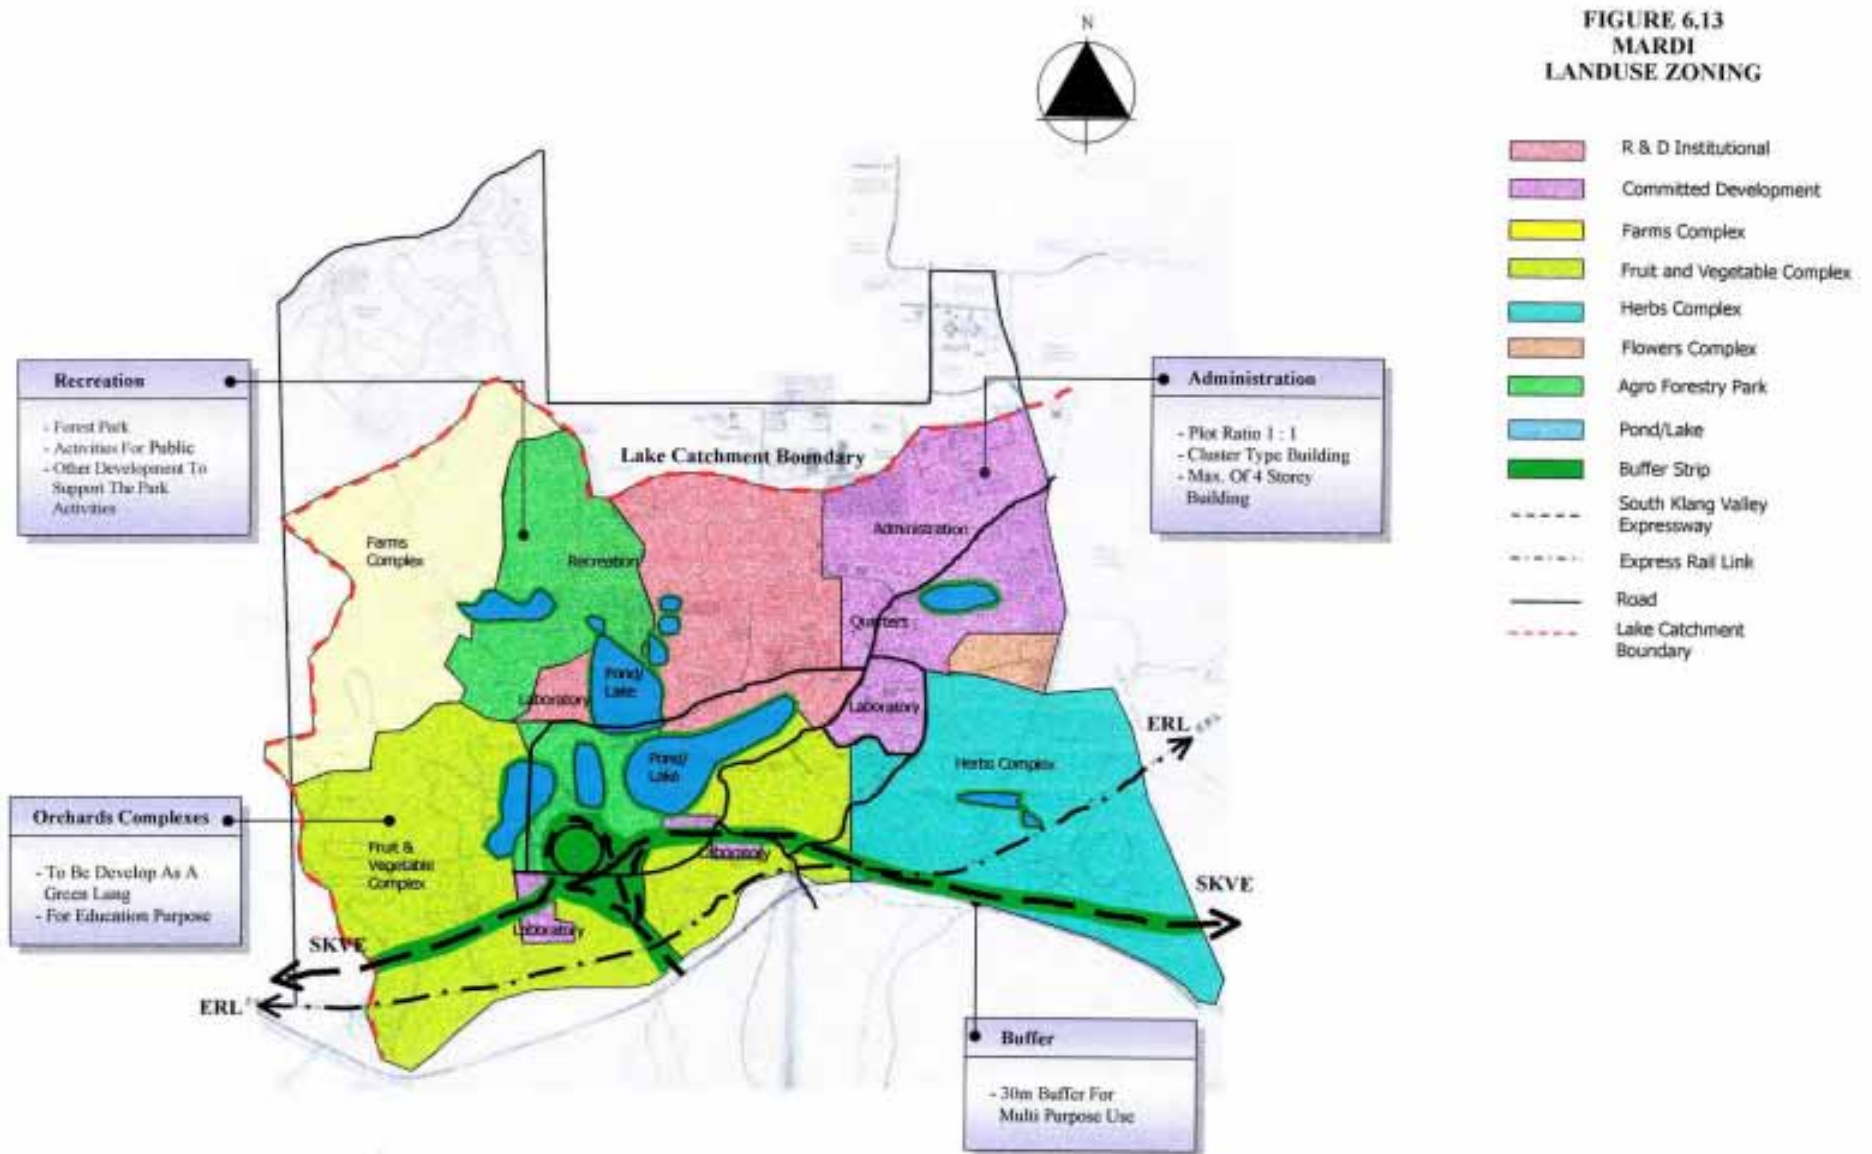 N
FIGURE 6.13
MARDI
LANDUSE ZONING
R & D Institutional
Committed Development
Farms Complex
Fruit and Vegetable Complex
Herbs Complex
Flowers Complex
Agro Forestry Park
Pond/Lake
Buffer Strip
South Klang Valley
Expressway
Express Rail Link
Road
Lake Catchment
Boundary
Recreation
- Forest Park
- Activities For Public
- Other Development To
Support The Park
Activities
Administration
- Plot Ratio 1 : 1
- Cluster Type Building
- Max. Of 4 Storey
Building
Lake Catchment Boundary
Farms
Complex
Recreation
Administration
Quarters
Laboratory
Pond/
Lake
Laboratory
Pond/
Lake
Herbs Complex
ERL
ERL
Orchards Complexes
- To Be Develop As A
Green Lung
- For Education Purpose
Fruit &
Vegetable
Complex
Laboratory
Laboratory
SKVE
SKVE
ERL
Buffer
- 30m Buffer For
Multi Purpose Use